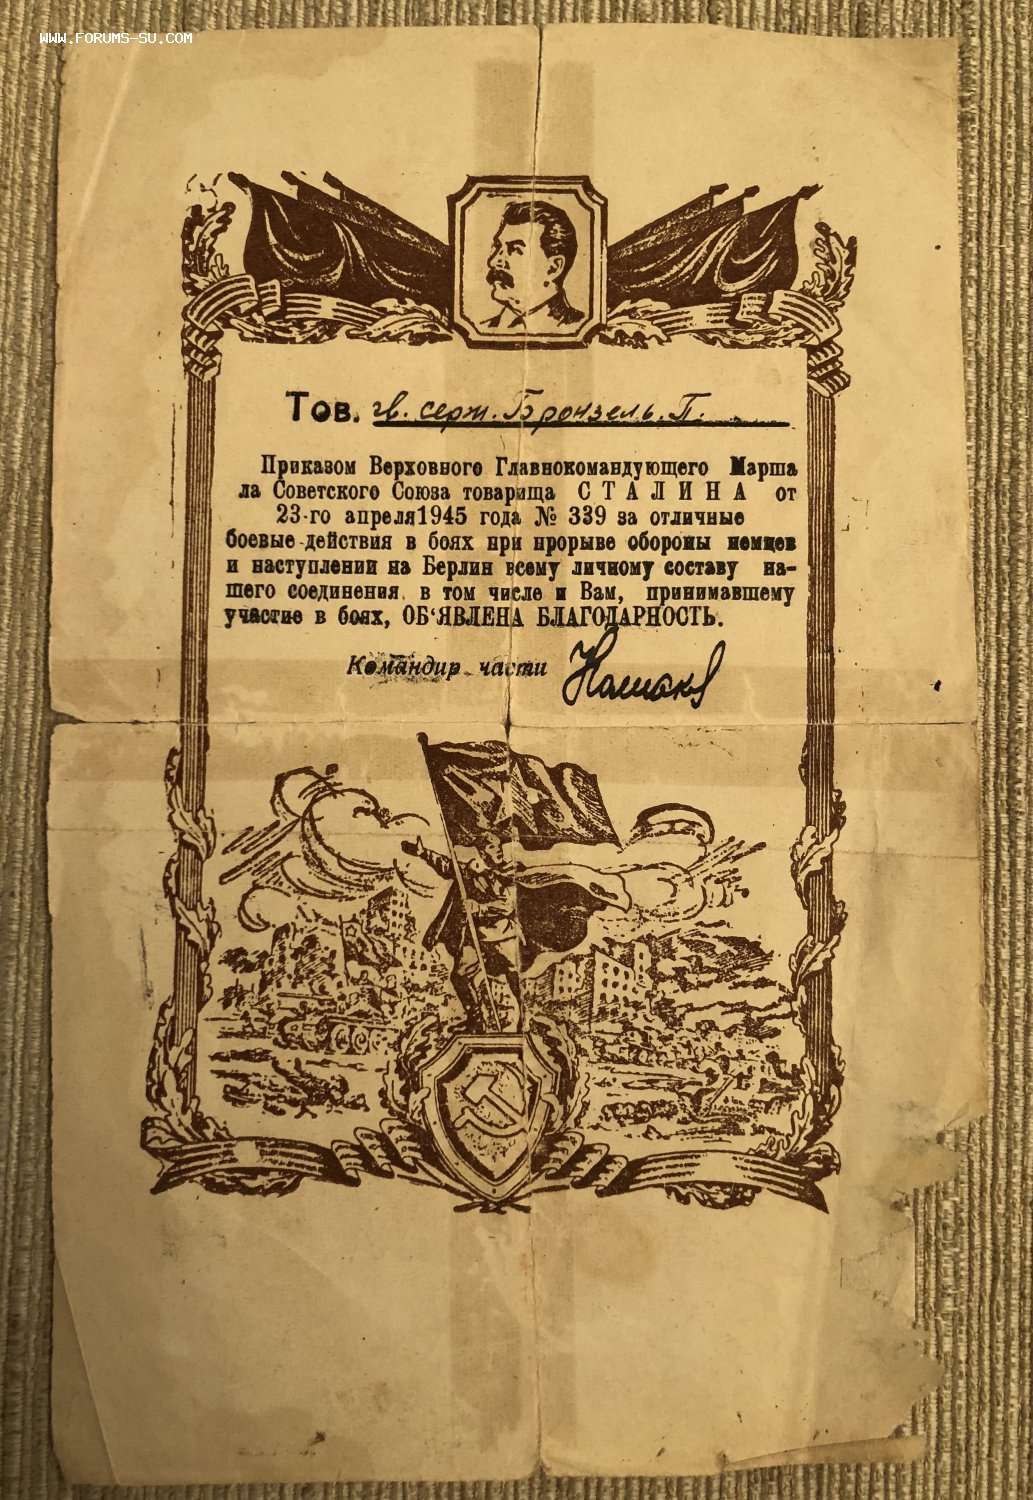 WWW.FORUMS-SU.COM
Тов. гв. серж. Бронзель. П.
Приказом Верховного Главнокомандующего Марша
ла Советского Союза товарища СТАЛИНА от
23-го апреля 1945 года № 339 за отличные
боевые действия в боях при прорыве обороны немцев
и наступлении на Берлин всему личному составу на-
шего соединения, в том числе и Вам, принимавшему
участие в боях, ОБ‘ЯВЛЕНА БЛАГОДАРНОСТЬ.
Командир части